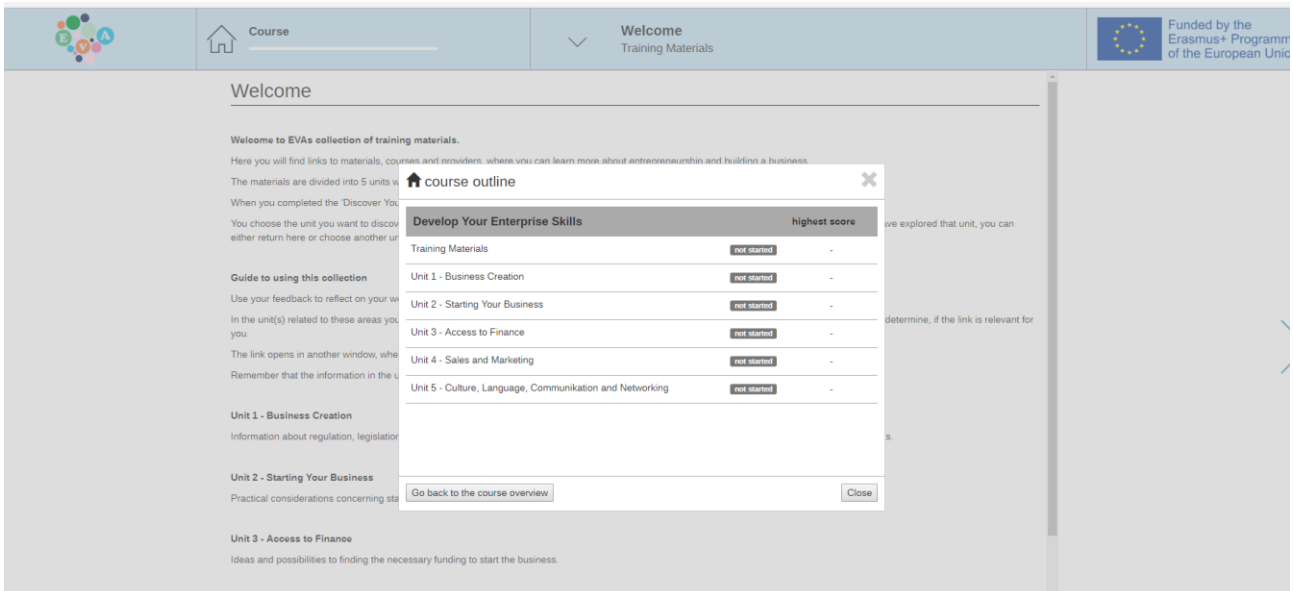 EVA
Course
Welcome
Training Materials
Funded by the
Erasmus+ Programm
of the European Unio
Welcome
Welcome to EVAs collection of training materials.
Here you will find links to materials, courses and providers, where you can learn more about entrepreneurship and building a business.
The materials are divided into 5 units w
When you completed the 'Discover You
You choose the unit you want to discov
ve explored that unit, you can
either return here or choose another un
Guide to using this collection
Use your feedback to reflect on your we
In the unit(s) related to these areas you
determine, if the link is relevant for
you.
The link opens in another window, whe
Remember that the information in the u
Unit 1 - Business Creation
Information about regulation, legislation
s.
Unit 2 - Starting Your Business
Practical considerations concerning sta
Unit 3 - Access to Finance
Ideas and possibilities to finding the necessary funding to start the business.
course outline
Develop Your Enterprise Skills highest score
Training Materials not started -
Unit 1 - Business Creation not started -
Unit 2 - Starting Your Business not started -
Unit 3 - Access to Finance not started -
Unit 4 - Sales and Marketing not started -
Unit 5 - Culture, Language, Communikation and Networking not started -
Go back to the course overview Close